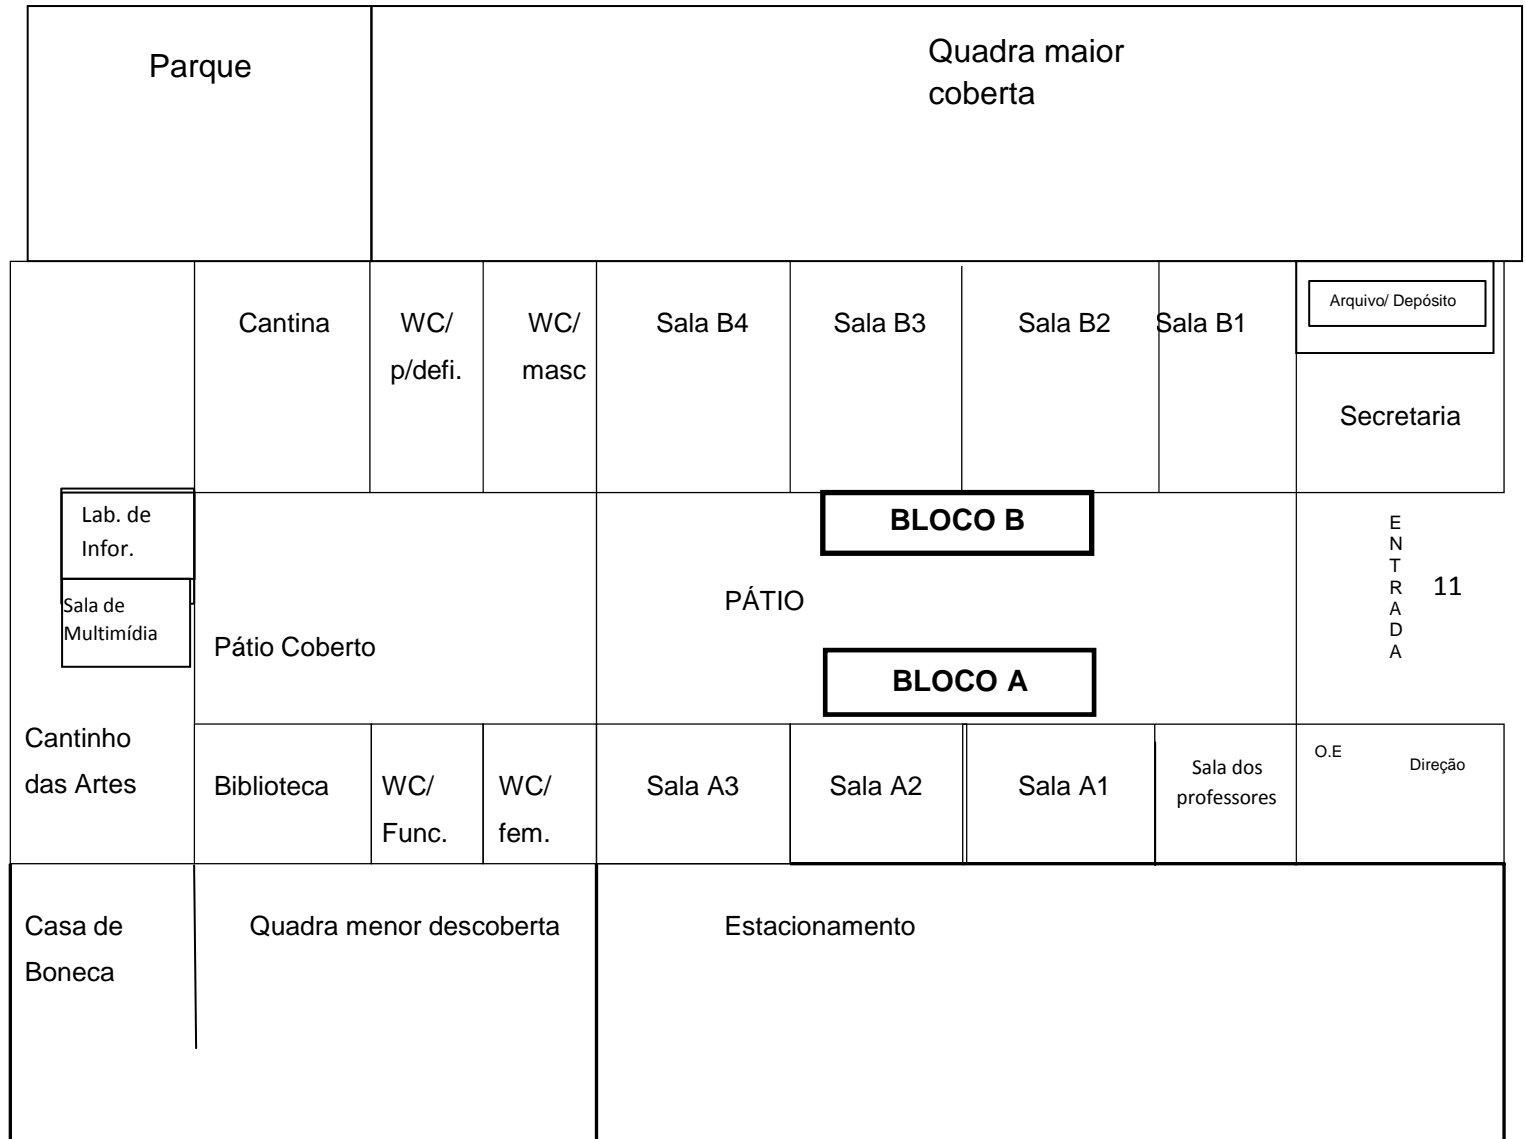 Parque
Quadra maior
coberta
Cantina
WC/
p/defi.
WC/
masc
Sala B4
Sala B3
Sala B2
Sala B1
Arquivo/ Depósito
Secretaria
Lab. de
Infor.
Sala de
Multimídia
Pátio Coberto
BLOCO B
PÁTIO
BLOCO A
ENTRADA
11
Cantinho
das Artes
Biblioteca
WC/
Func.
WC/
fem.
Sala A3
Sala A2
Sala A1
Sala dos
professores
O.E
Direção
Casa de
Boneca
Quadra menor descoberta
Estacionamento